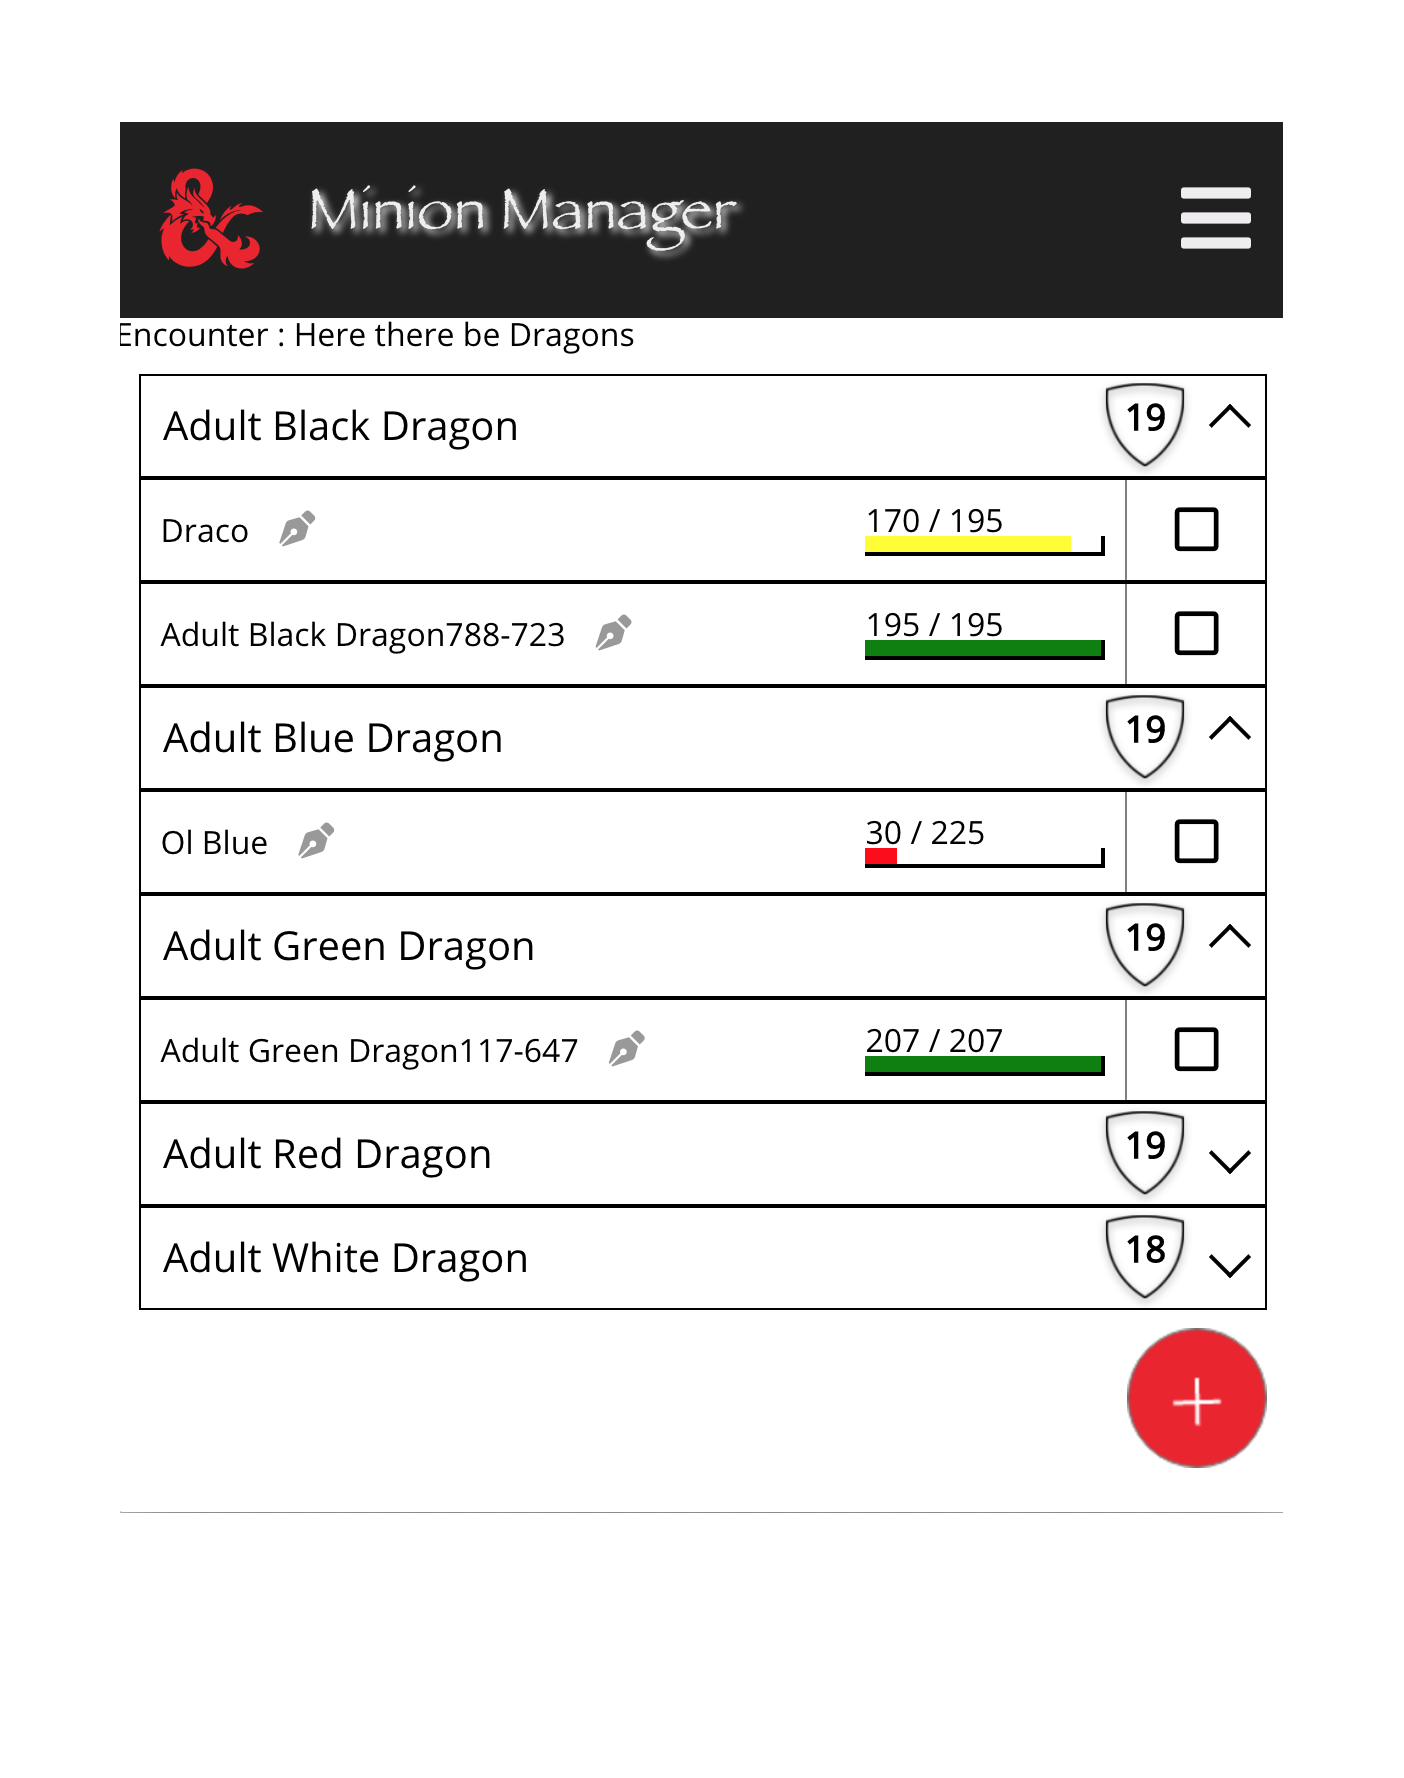 Minion Manager
Encounter : Here there be Dragons
Adult Black Dragon 19
Draco 170 / 195
Adult Black Dragon788-723 195 / 195
Adult Blue Dragon 19
Ol Blue 30 / 225
Adult Green Dragon 19
Adult Green Dragon117-647 207 / 207
Adult Red Dragon 19
Adult White Dragon 18